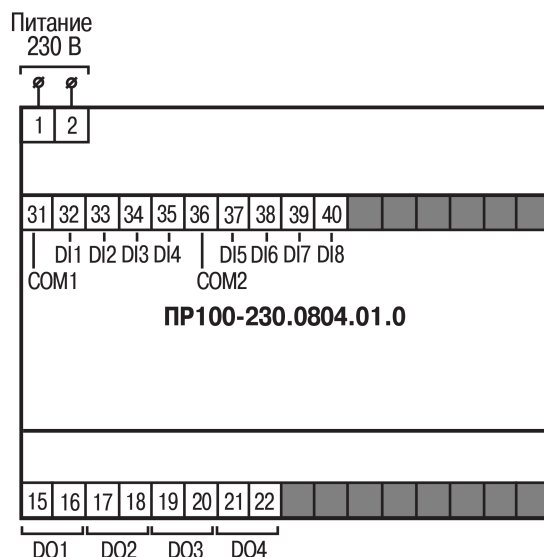 Питание
230 В
1 2
31 32 33 34 35 36 37 38 39 40
DI1 DI2 DI3 DI4 DI5 DI6 DI7 DI8
COM1 COM2
ПР100-230.0804.01.0
15 16 17 18 19 20 21 22
DO1 DO2 DO3 DO4